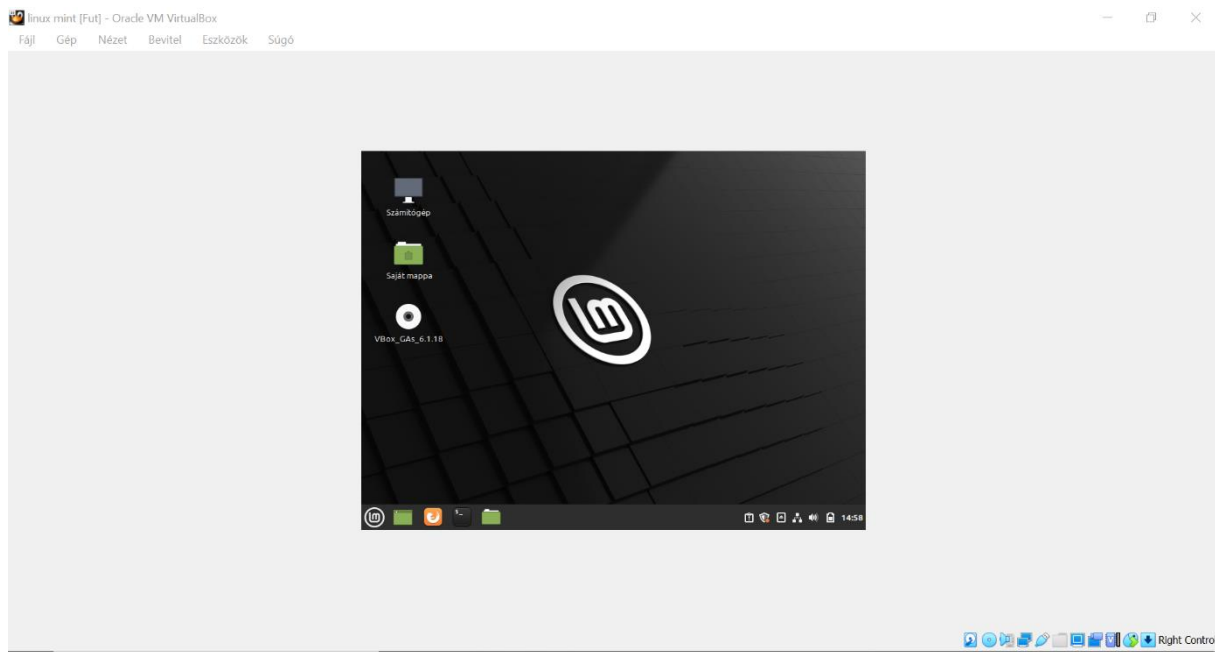 linux mint [Fut] - Oracle VM VirtualBox
Fájl Gép Nézet Bevitel Eszközök Súgó
Számítógép
Saját mappa
VBox_GAs_6.1.18
14:58
Right Contro